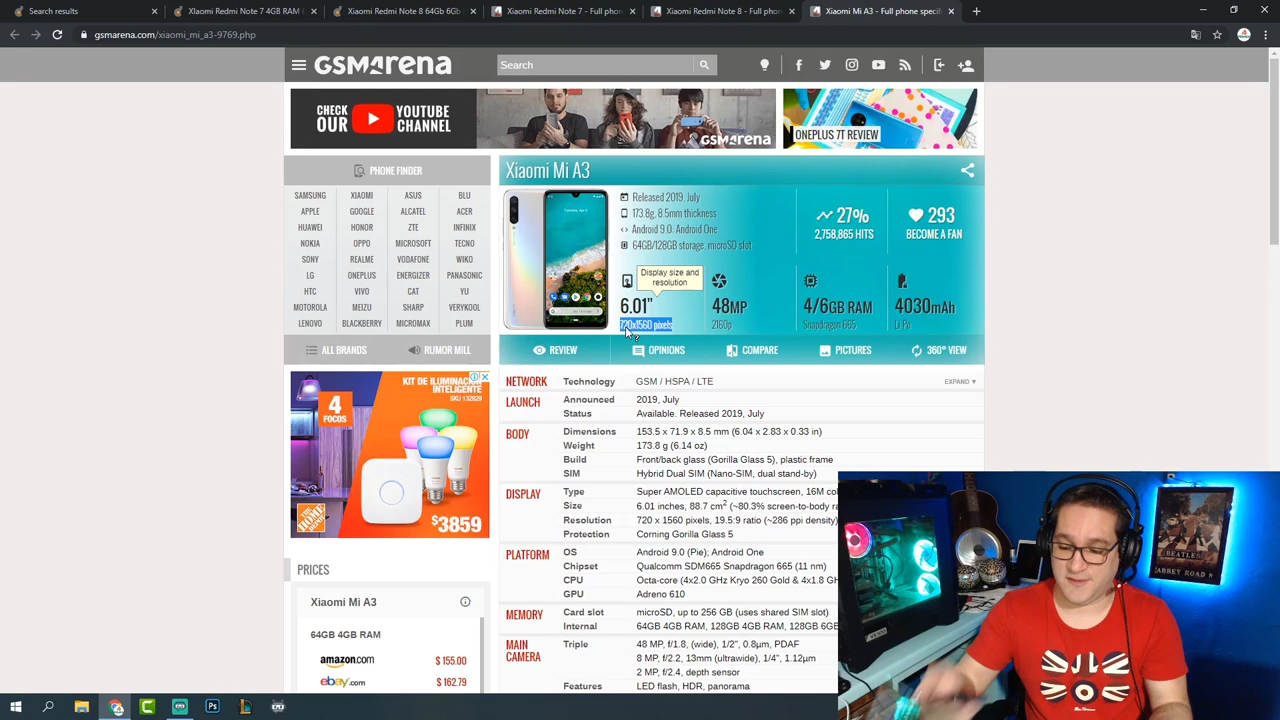 Search results
Xiaomi Redmi Note 7 4GB RAM 6
Xiaomi Redmi Note 8 64Gb 6Gb
Xiaomi Redmi Note 7 - Full phon
Xiaomi Redmi Note 8 - Full phon
Xiaomi Mi A3 - Full phone specif
gsmarena.com/xiaomi_mi_a3-9769.php
GSMArena
Search
CHECK
OUR
YouTube
CHANNEL
GSMArena
ONEPLUS 7T REVIEW
PHONE FINDER
SAMSUNG XIAOMI ASUS BLU
APPLE GOOGLE ALCATEL ACER
HUAWEI HONOR ZTE INFINIX
NOKIA OPPO MICROSOFT TECNO
SONY REALME VODAFONE WIKO
LG ONEPLUS ENERGIZER PANASONIC
HTC VIVO CAT YU
MOTOROLA MEIZU SHARP VERYKOOL
LENOVO BLACKBERRY MICROMAX PLUM
ALL BRANDS RUMOR MILL
Xiaomi Mi A3
Released 2019, July
173.8g, 8.5mm thickness
Android 9.0; Android One
64GB/128GB storage, microSD slot
27%
2,758,865 HITS
293
BECOME A FAN
Display size and
resolution
6.01"
720x1560 pixels
48MP
2160p
4/6GB RAM
Snapdragon 665
4030mAh
Li-Po
REVIEW OPINIONS COMPARE PICTURES 360° VIEW
NETWORK Technology GSM / HSPA / LTE EXPAND ▼
LAUNCH Announced 2019, July
Status Available. Released 2019, July
BODY Dimensions 153.5 x 71.9 x 8.5 mm (6.04 x 2.83 x 0.33 in)
Weight 173.8 g (6.14 oz)
Build Front/back glass (Gorilla Glass 5), plastic frame
SIM Hybrid Dual SIM (Nano-SIM, dual stand-by)
DISPLAY Type Super AMOLED capacitive touchscreen, 16M co
Size 6.01 inches, 88.7 cm2 (~80.3% screen-to-body ra
Resolution 720 x 1560 pixels, 19.5:9 ratio (~286 ppi density)
Protection Corning Gorilla Glass 5
PLATFORM OS Android 9.0 (Pie); Android One
Chipset Qualcomm SDM665 Snapdragon 665 (11 nm)
CPU Octa-core (4x2.0 GHz Kryo 260 Gold & 4x1.8 GH
GPU Adreno 610
MEMORY Card slot microSD, up to 256 GB (uses shared SIM slot)
Internal 64GB 4GB RAM, 128GB 4GB RAM, 128GB 6GB
MAIN
CAMERA
Triple 48 MP, f/1.8, (wide), 1/2", 0.8µm, PDAF
8 MP, f/2.2, 13mm (ultrawide), 1/4", 1.12µm
2 MP, f/2.4, depth sensor
Features LED flash, HDR, panorama
KIT DE ILUMINACIÓN
INTELIGENTE
SKU 132829
4
FOCOS
$3859
PRICES
Xiaomi Mi A3
64GB 4GB RAM
amazon.com $ 155.00
ebay.com $ 162.79
BEATLES
ABBEY ROAD